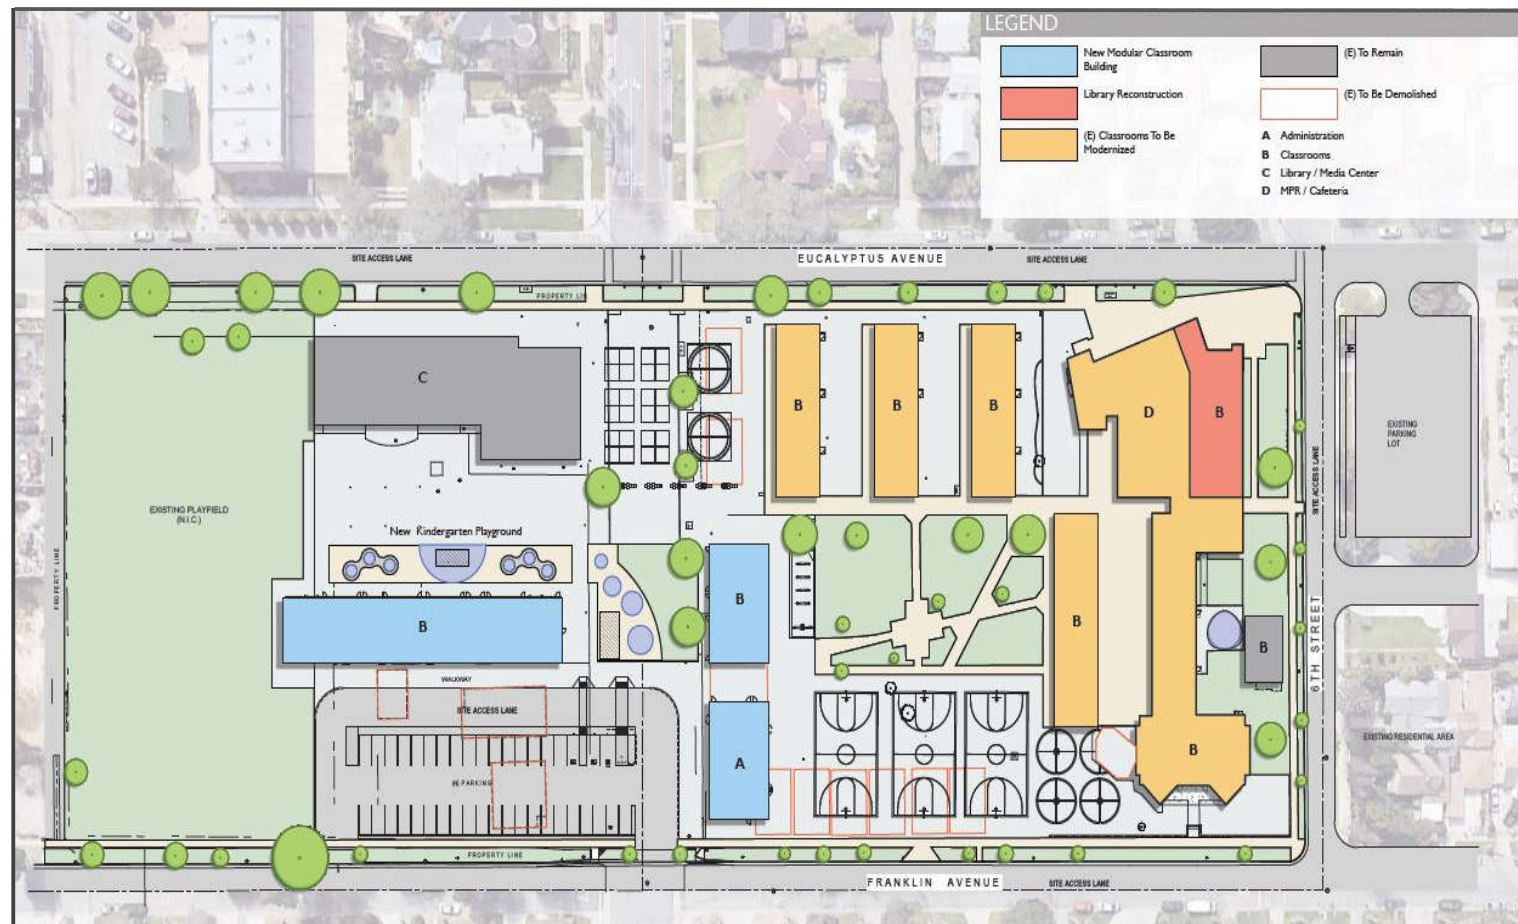 LEGEND
New Modular Classroom
Building
Library Reconstruction
(E) Classrooms To Be
Modernized
(E) To Remain
(E) To Be Demolished
A Administration
B Classrooms
C Library / Media Center
D MPR / Cafeteria
SITE ACCESS LANE
EUCALYPTUS AVENUE
SITE ACCESS LANE
PROPERTY LIN
C
B
B
B
D
B
EXISTING
PARKING
LOT
SITE ACCESS LANE
EXISTING PLAYFIELD
(N.I.C.)
New Kindergarten Playground
PROPERTY LINE
B
B
B
B
6TH STREET
WALKWAY
SITE ACCESS LANE
(E) PARKING
A
B
EXISTING RESIDENTIAL AREA
PROPERTY LINE
FRANKLIN AVENUE
SITE ACCESS LANE